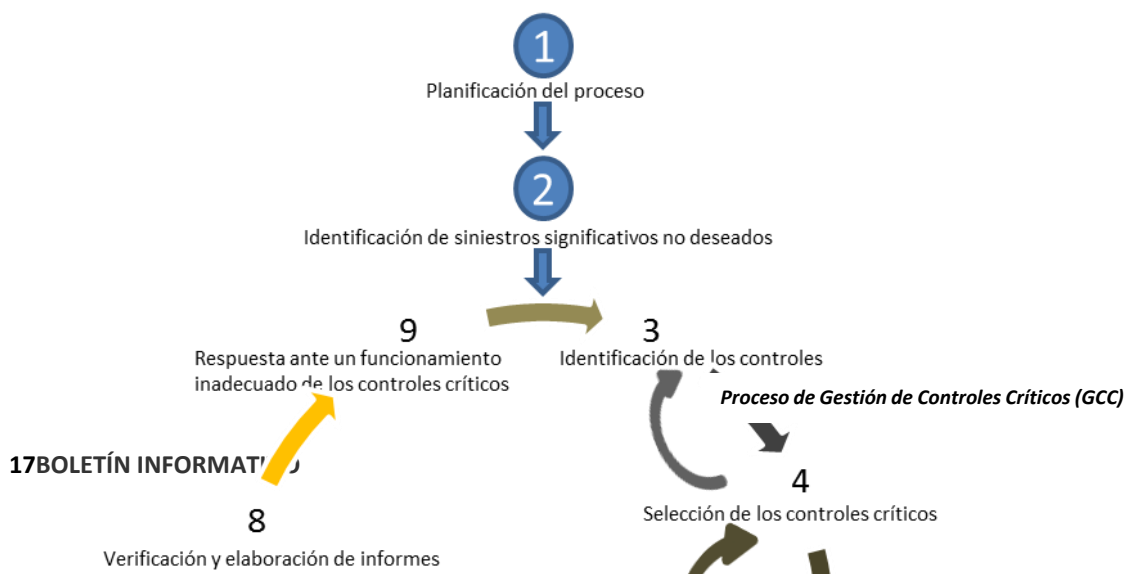 1
Planificación del proceso
2
Identificación de siniestros significativos no deseados
9
Respuesta ante un funcionamiento
inadecuado de los controles críticos
3
Identificación de los controles
Proceso de Gestión de Controles Críticos (GCC)
17BOLETÍN INFORMATIVO
4
Selección de los controles críticos
8
Verificación y elaboración de informes